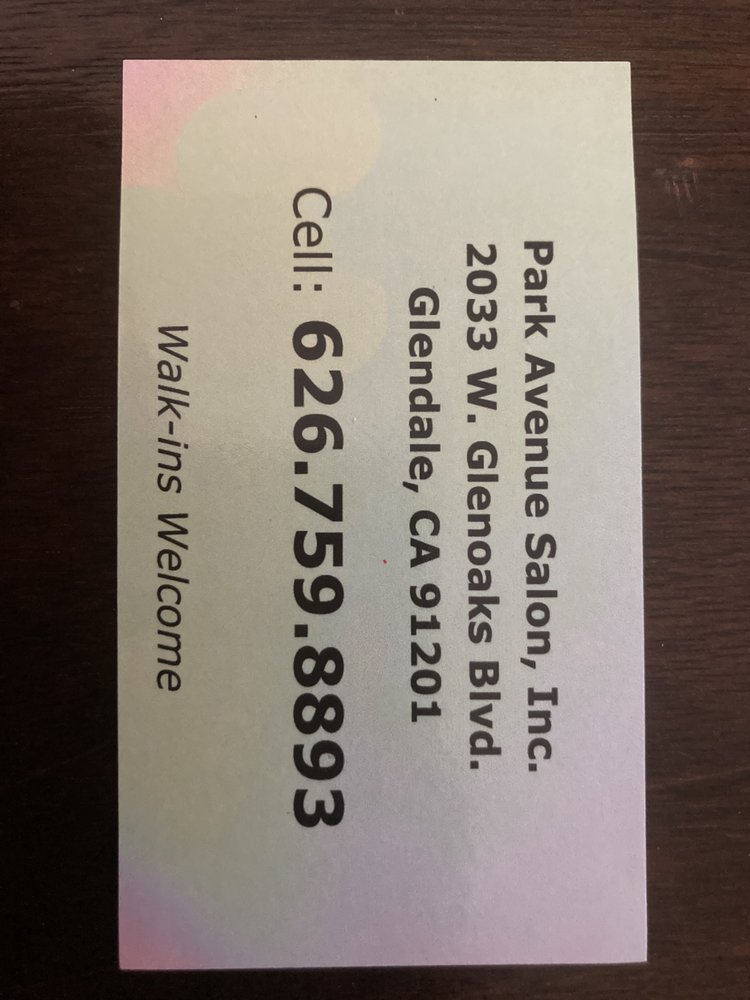 Park Avenue Salon, Inc.
2033 W. Glenoaks Blvd.
Glendale, CA 91201
Cell: 626.759.8893
Walk-ins Welcome